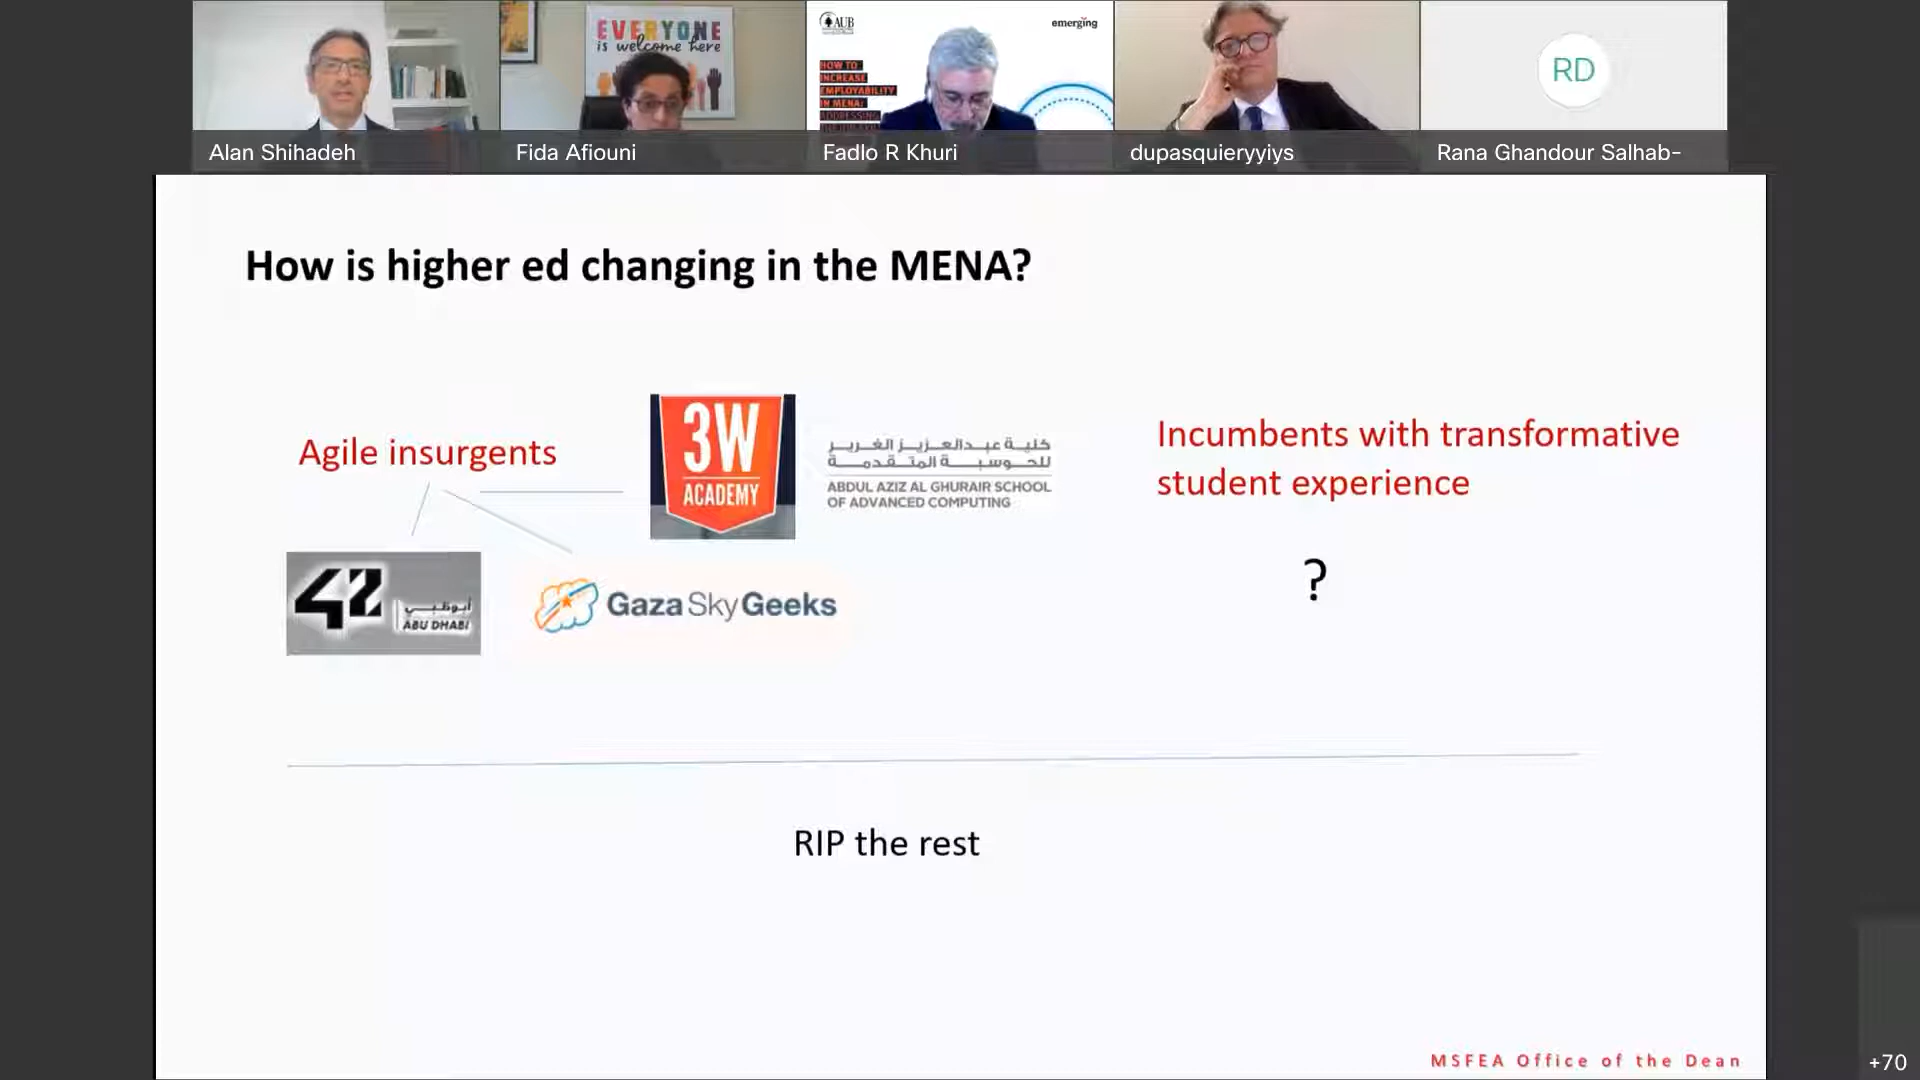 EVERYONE
is welcome here
AUB
emerging
HOW TO
INCREASE
EMPLOYABILITY
IN MENA:
ADDRESSING
RD
Alan Shihadeh
Fida Afiouni
Fadlo R Khuri
dupasquieryyiys
Rana Ghandour Salhab-
How is higher ed changing in the MENA?
Agile insurgents
3W
ACADEMY
كلية عبدالعزيز الغرير
للحوسبة المتقدمة
ABDUL AZIZ AL GHURAIR SCHOOL
OF ADVANCED COMPUTING
Incumbents with transformative
student experience
?
42
أبوظبي
ABU DHABI
Gaza Sky Geeks
RIP the rest
MSFEA Office of the Dean
+70